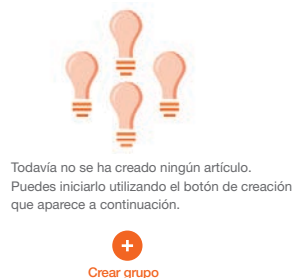 Todavía no se ha creado ningún artículo.
Puedes iniciarlo utilizando el botón de creación
que aparece a continuación.
Crear grupo